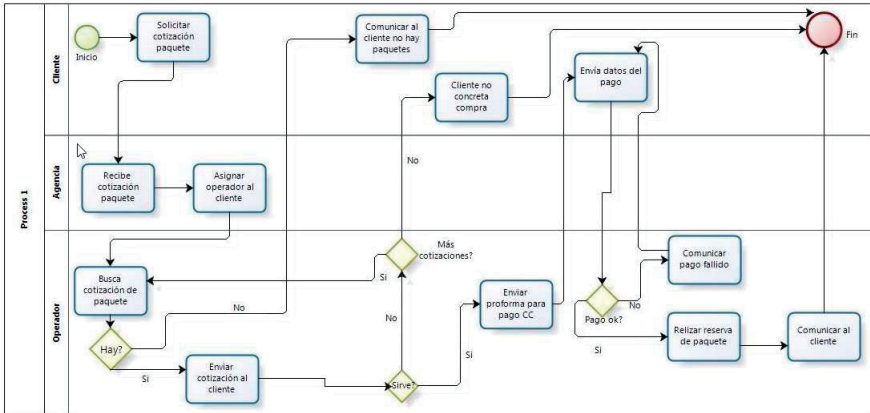 Process 1
Cliente
Inicio
Solicitar
cotización
paquete
Comunicar al
cliente no hay
paquetes
Cliente no
concreta
compra
Envía datos del
pago
Fin
Agencia
Recibe
cotización
paquete
Asignar
operador al
cliente
No
Operador
Busca
cotización de
paquete
Hay?
No
Si
Enviar
cotización al
cliente
Más
cotizaciones?
Si
No
Sirve?
Si
Enviar
proforma para
pago CC
Pago ok?
No
Si
Comunicar
pago fallido
Relizar reserva
de paquete
Comunicar al
cliente